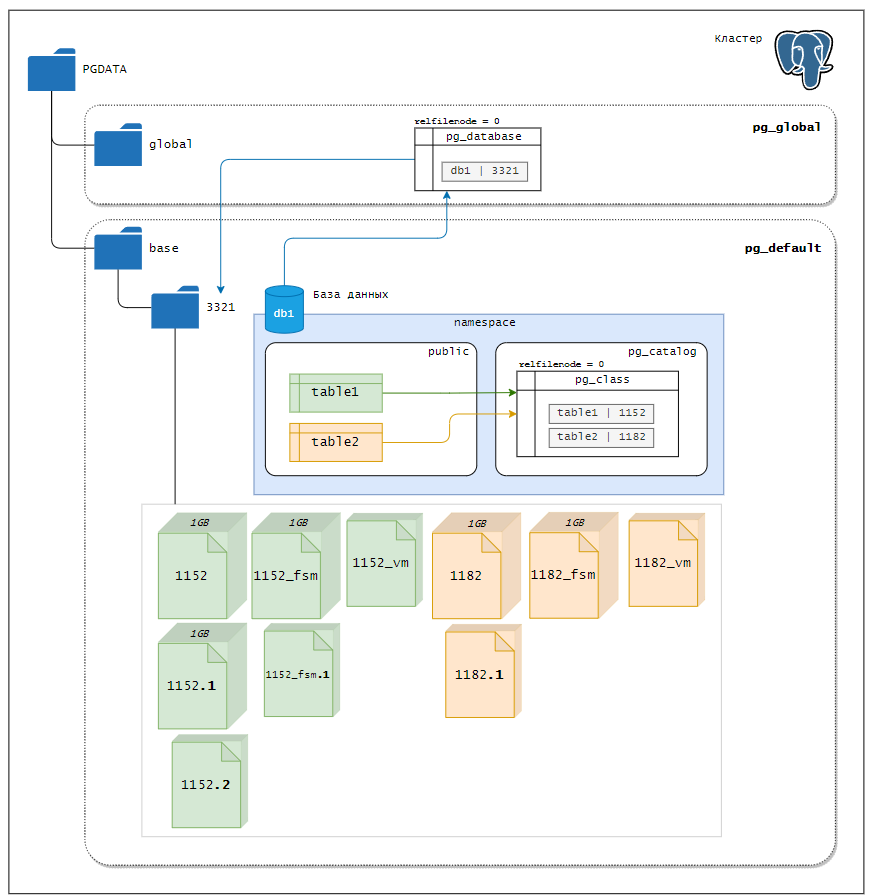 Кластер
PGDATA
pg_global
global
relfilenode = 0
pg_database
db1 | 3321
pg_default
base
3321
База данных
db1
namespace
public
table1
table2
pg_catalog
relfilenode = 0
pg_class
table1 | 1152
table2 | 1182
1GB
1152
1GB
1152_fsm
1152_vm
1GB
1182
1GB
1182_fsm
1182_vm
1GB
1152.1
1152_fsm.1
1182.1
1152.2